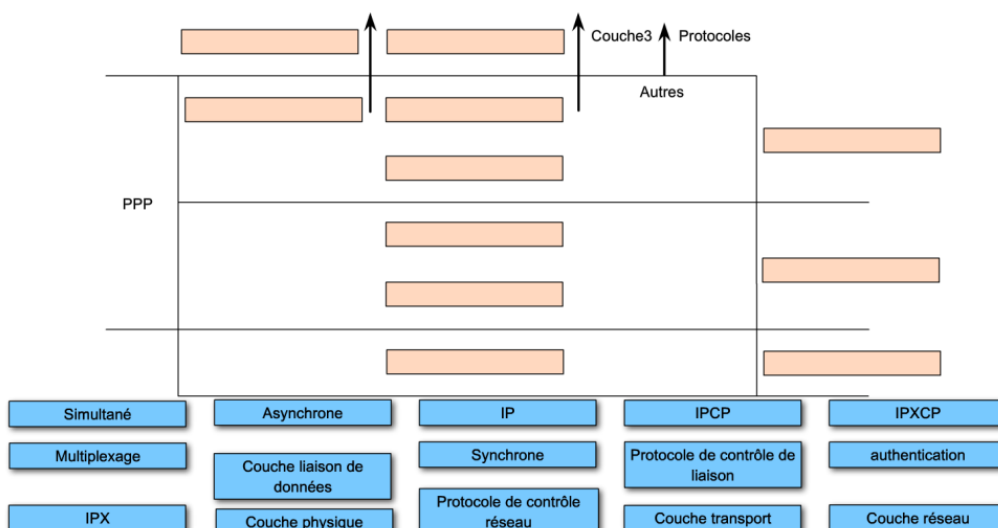 Couche3 Protocoles
Autres
PPP
Simultané
Asynchrone
IP
IPCP
IPXCP
Multiplexage
Couche liaison de
données
Synchrone
Protocole de contrôle de
liaison
authentication
IPX
Couche physique
Protocole de contrôle
réseau
Couche transport
Couche réseau